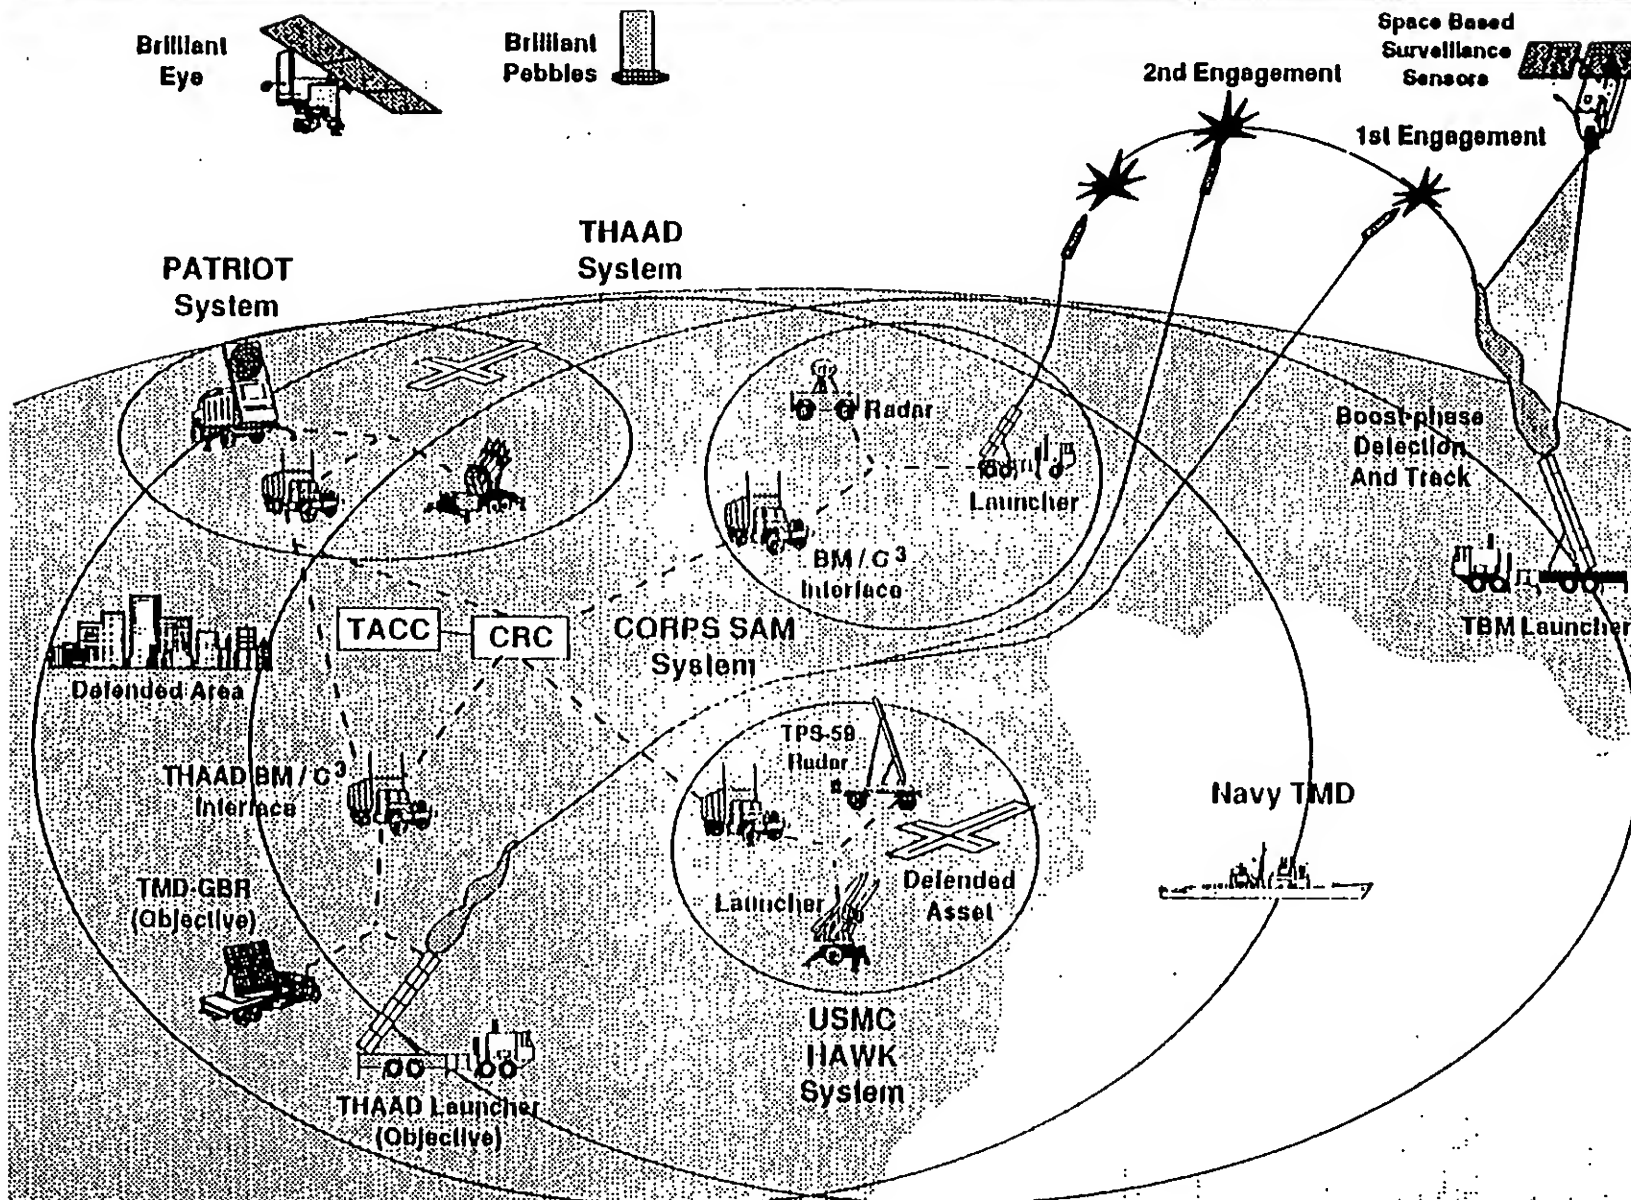 Brilliant
Eye
Brilliant
Pebbles
Space Based
Surveillance
Sensors
2nd Engagement
1st Engagement
THAAD
System
PATRIOT
System
Radar
Launcher
BM / C3
Interface
Boost-phase
Detection
And Track
TBM Launcher
TACC
CRC
CORPS SAM
System
Defended Area
THAAD BM / C3
Interface
TPS-59
Radar
Navy TMD
TMD-GBR
(Objective)
Launcher
Defended
Asset
USMC
HAWK
System
THAAD Launcher
(Objective)